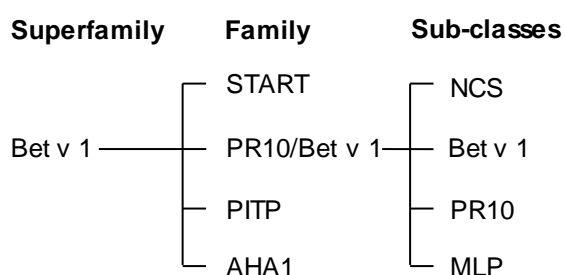 Superfamily Family Sub-classes
START NCS
Bet v 1 PR10/Bet v 1 Bet v 1
PITP PR10
AHA1 MLP